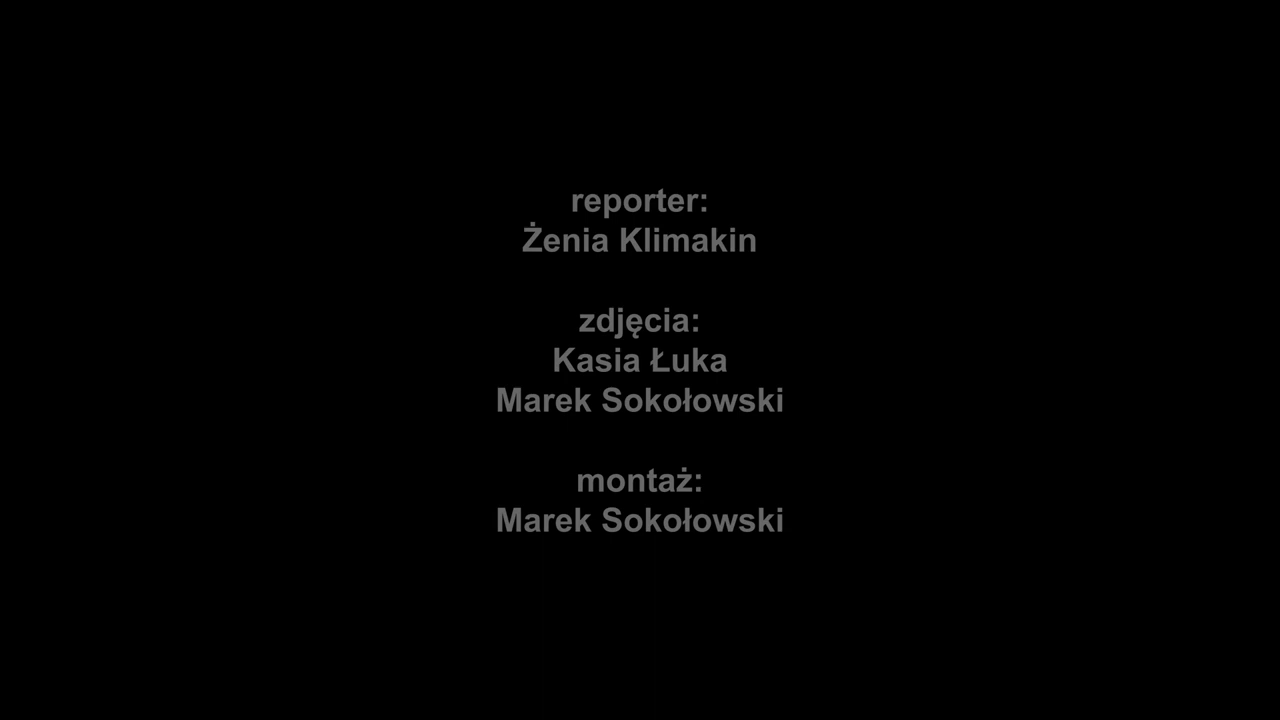 reporter:
Żenia Klimakin
zdjęcia:
Kasia Łuka
Marek Sokołowski
montaż:
Marek Sokołowski